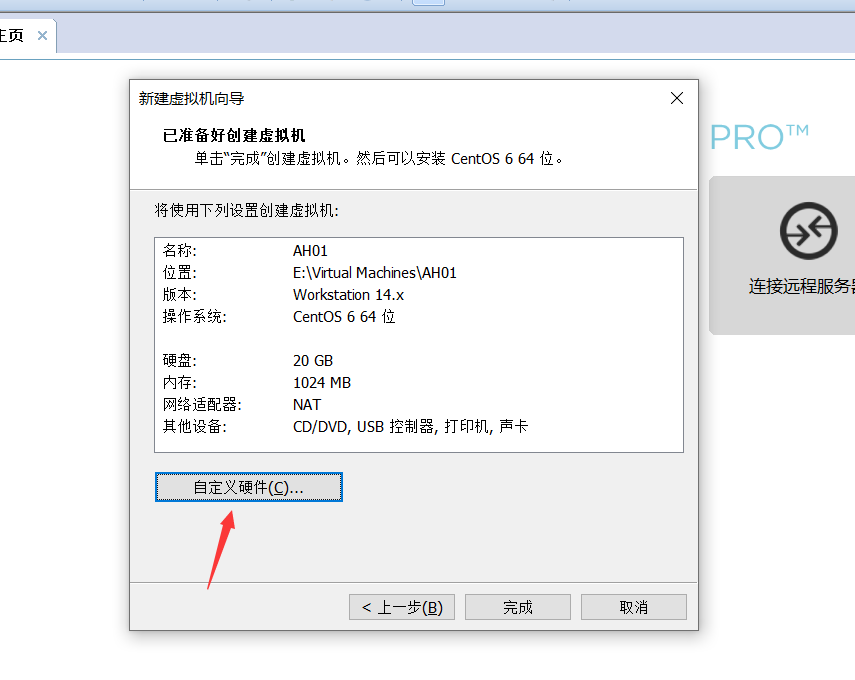 主页
新建虚拟机向导
已准备好创建虚拟机
单击“完成”创建虚拟机。然后可以安装 CentOS 6 64 位。
PRO™
将使用下列设置创建虚拟机:
名称: AH01
位置: E:\Virtual Machines\AH01
版本: Workstation 14.x
操作系统: CentOS 6 64 位
连接远程服务器
硬盘: 20 GB
内存: 1024 MB
网络适配器: NAT
其他设备: CD/DVD, USB 控制器, 打印机, 声卡
自定义硬件(C)...
< 上一步(B) 完成 取消